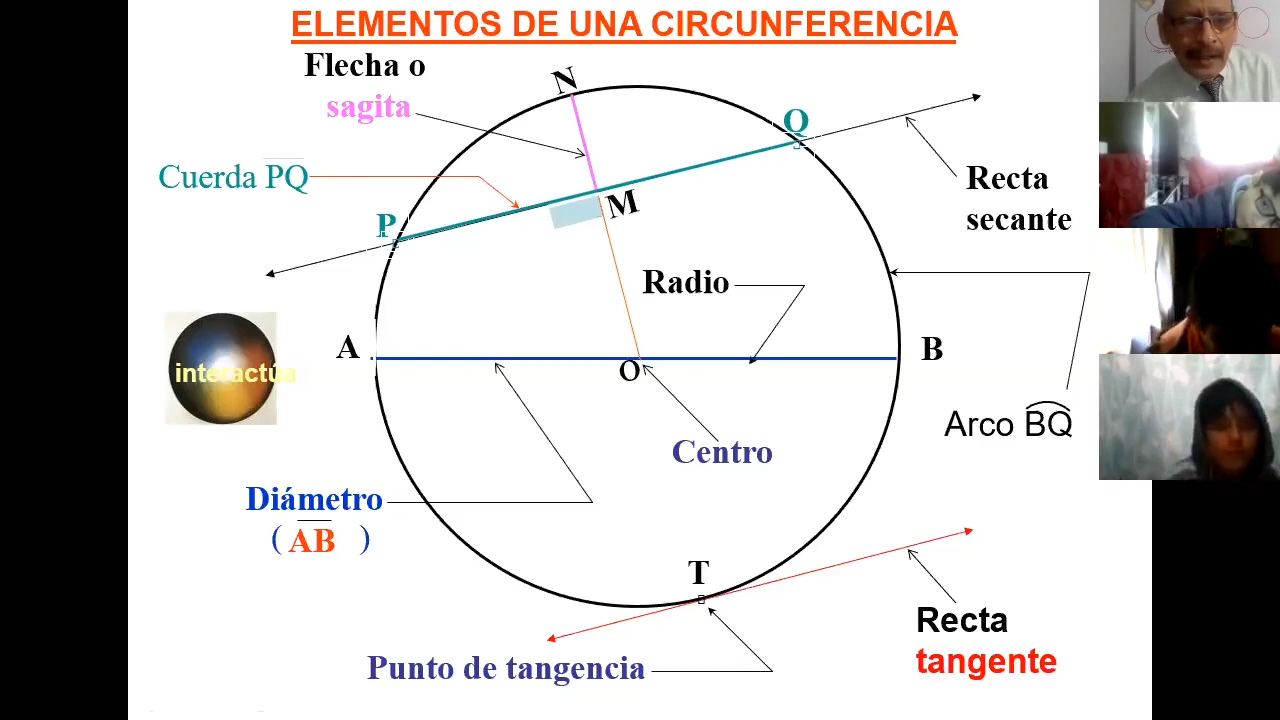 ELEMENTOS DE UNA CIRCUNFERENCIA
Flecha o
sagita
N
Q
Cuerda PQ
Recta
secante
M
P
Radio
A
B
O
interactúa
Arco BQ
Centro
Diámetro
( AB )
T
Recta
tangente
Punto de tangencia